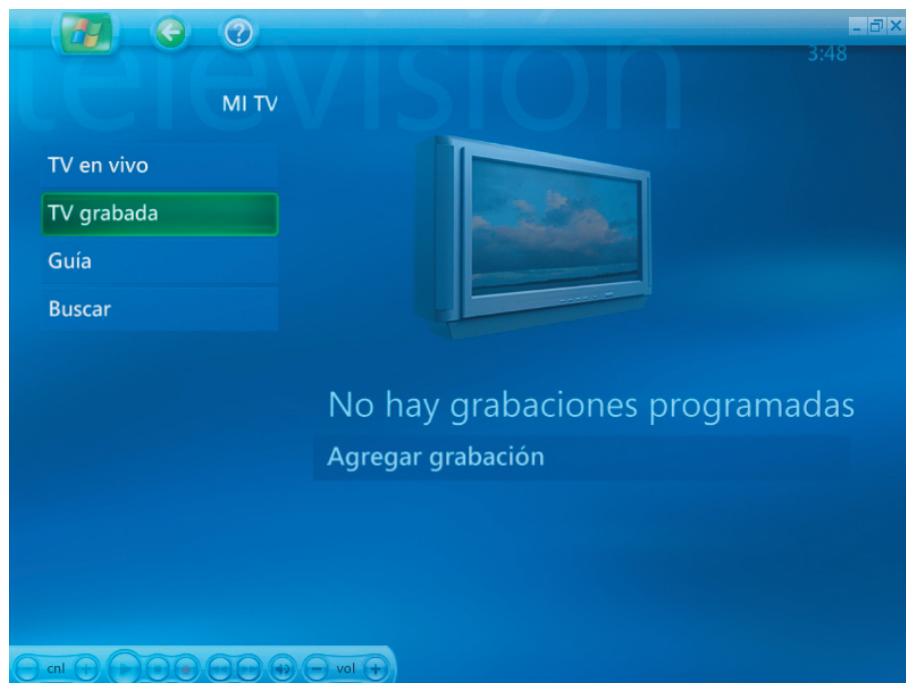 televisión
3:48
MI TV
TV en vivo
TV grabada
Guía
Buscar
No hay grabaciones programadas
Agregar grabación
cnl
vol